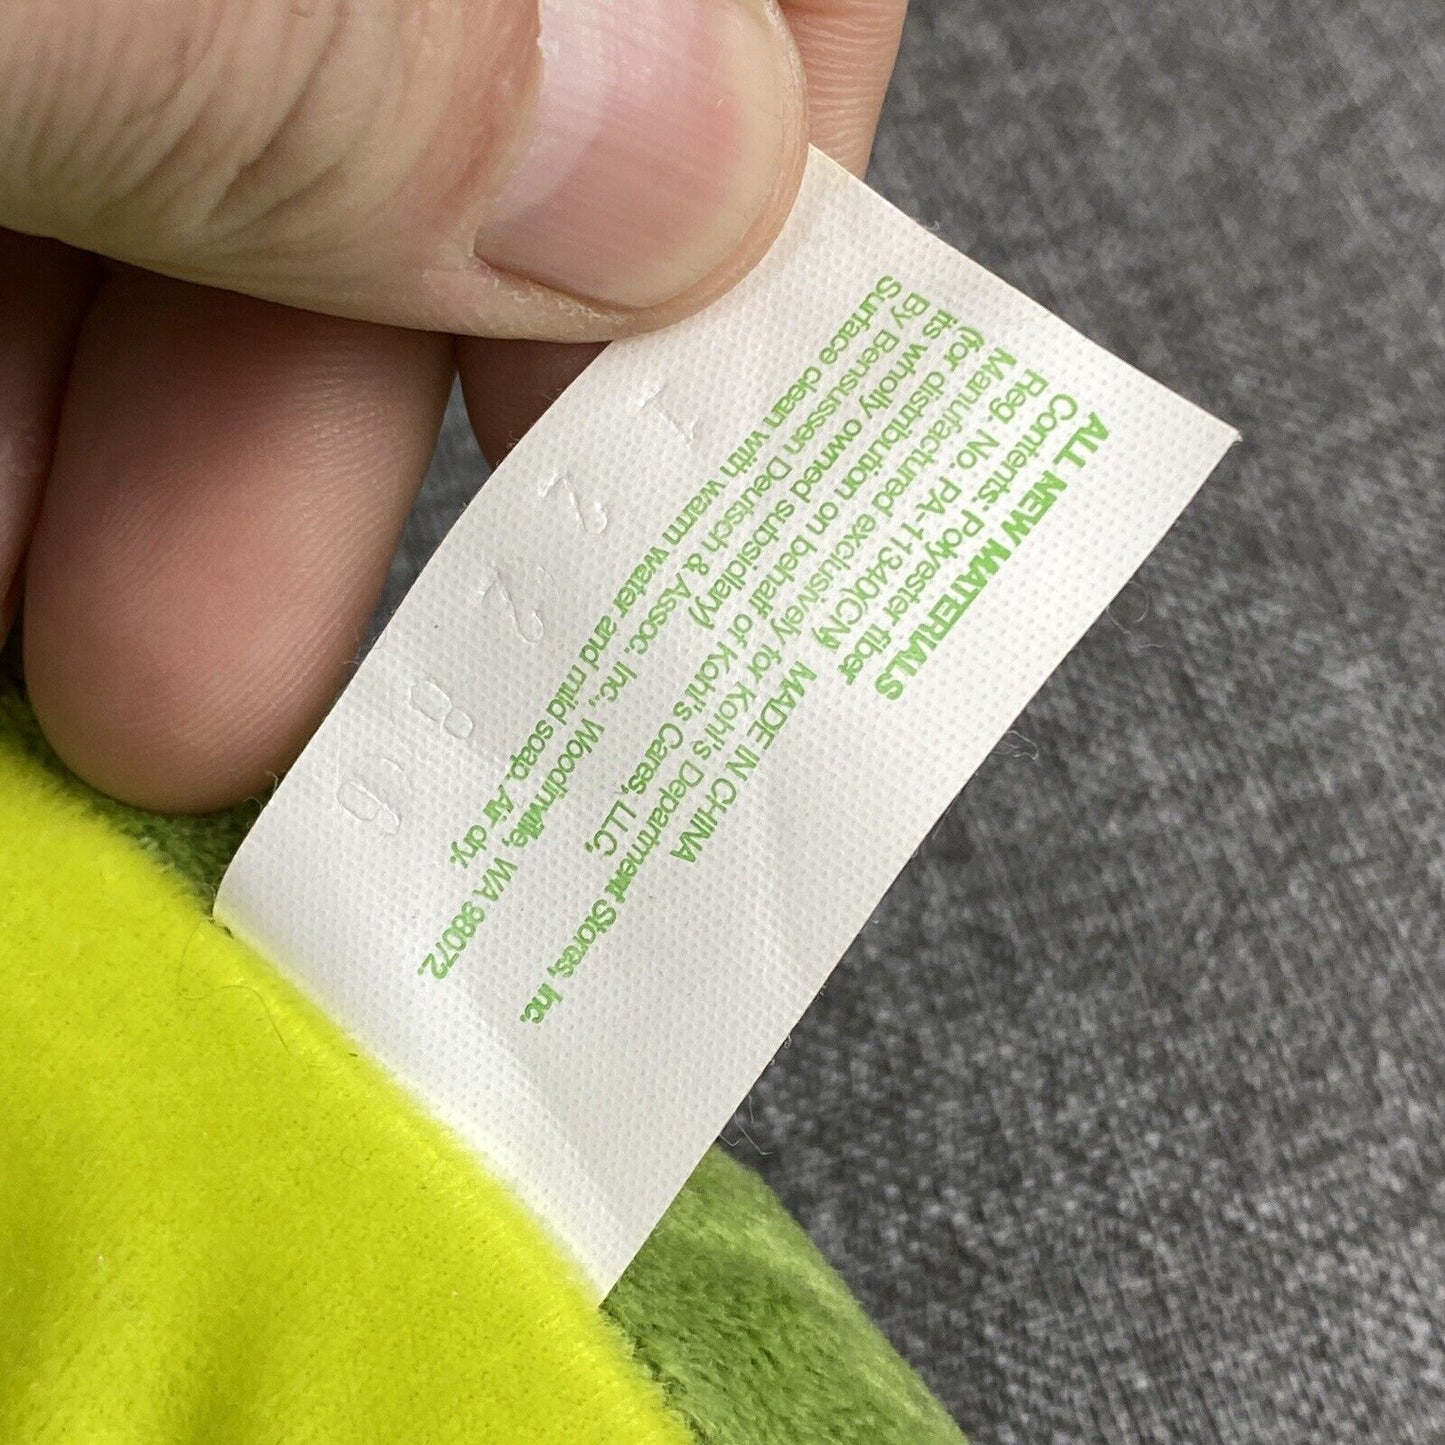 ALL NEW MATERIALS
Contents: Polyester fiber
Reg. No. PA-11340(CN) MADE IN CHINA
Manufactured exclusively for Kohl's Department Stores, Inc.
(for distribution on behalf of Kohl's Cares, LLC,
its wholly owned subsidiary)
By Bensussen Deutsch & Assoc. Inc., Woodinville, WA 98072.
Surface clean with warm water and mild soap. Air dry.